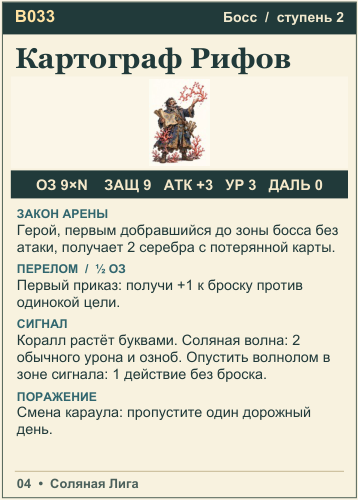 B033
Босс / ступень 2
Картограф Рифов
ОЗ 9×N ЗАЩ 9 АТК +3 УР 3 ДАЛЬ 0
ЗАКОН АРЕНЫ
Герой, первым добравшийся до зоны босса без
атаки, получает 2 серебра с потерянной карты.
ПЕРЕЛОМ / ½ ОЗ
Первый приказ: получи +1 к броску против
одинокой цели.
СИГНАЛ
Коралл растёт буквами. Соляная волна: 2
обычного урона и озноб. Опустить волнолом в
зоне сигнала: 1 действие без броска.
ПОРАЖЕНИЕ
Смена караула: пропустите один дорожный
день.
04 • Соляная Лига